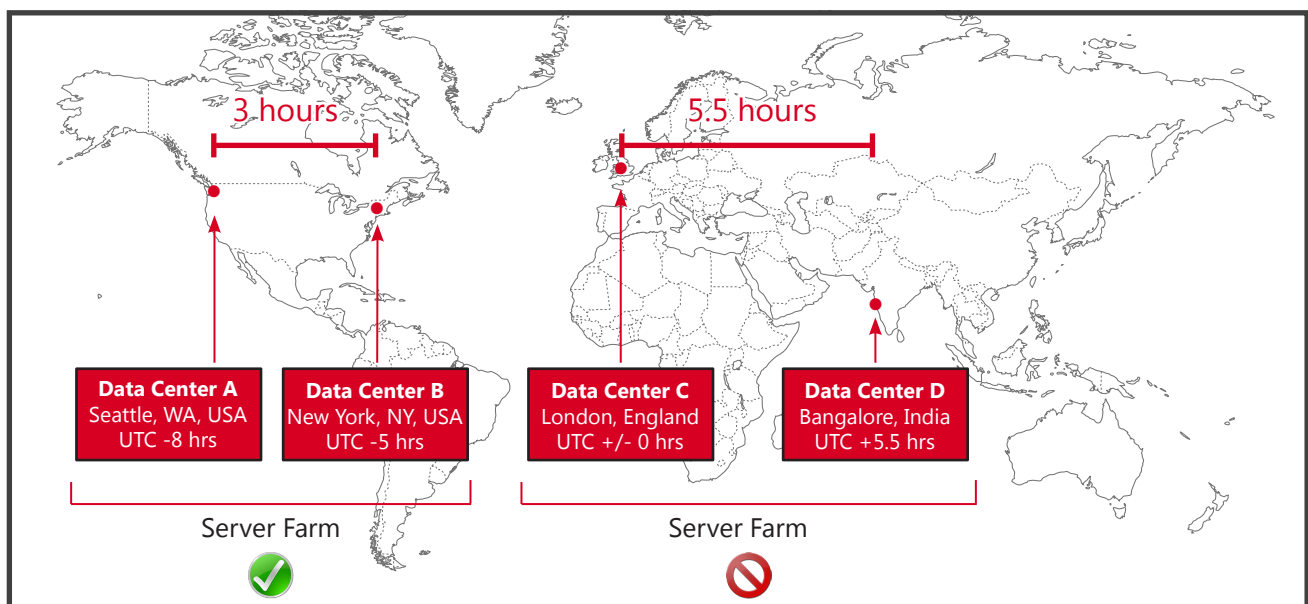 3 hours
5.5 hours
Data Center A
Seattle, WA, USA
UTC -8 hrs
Data Center B
New York, NY, USA
UTC -5 hrs
Data Center C
London, England
UTC +/- 0 hrs
Data Center D
Bangalore, India
UTC +5.5 hrs
Server Farm
Server Farm